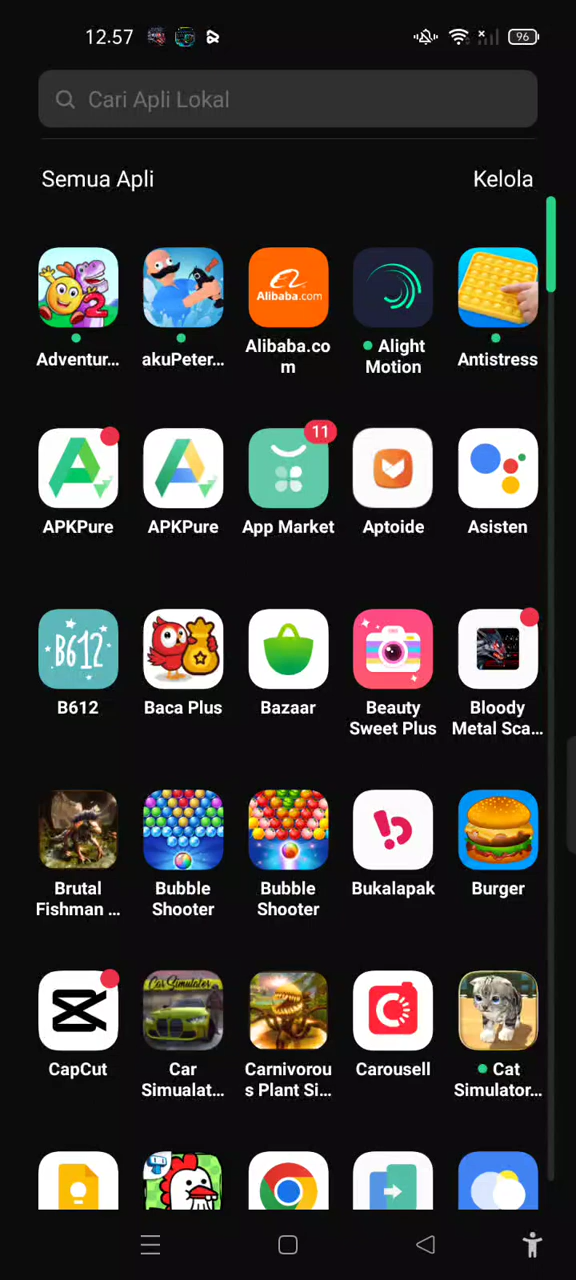 12.57
96
Cari Apli Lokal
Semua Apli
Kelola
Alibaba.com
2
Adventur...
akuPeter...
Alibaba.co
m
Alight
Motion
Antistress
11
APKPure
APKPure
App Market
Aptoide
Asisten
B612
B612
Baca Plus
Bazaar
Beauty
Sweet Plus
Bloody
Metal Sca...
Brutal
Fishman ...
Bubble
Shooter
Bubble
Shooter
Bukalapak
Burger
Car Simulator
CapCut
Car
Simualat...
Carnivorou
s Plant Si...
Carousell
Cat
Simulator...